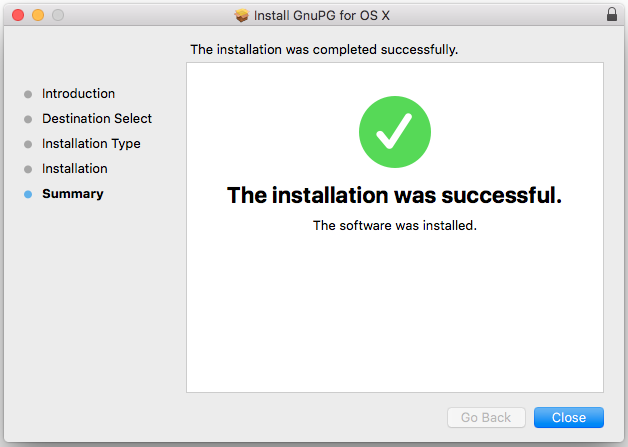 Install GnuPG for OS X
The installation was completed successfully.
Introduction
Destination Select
Installation Type
Installation
Summary
The installation was successful.
The software was installed.
Go Back
Close